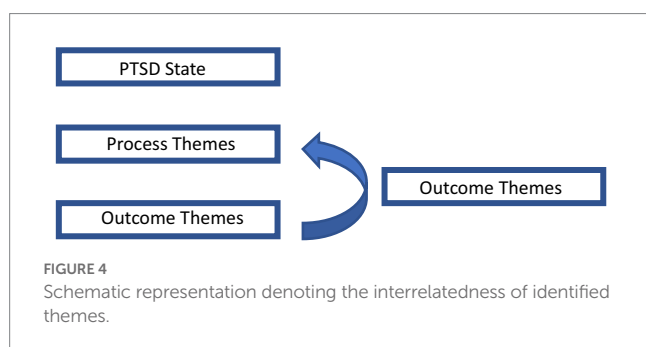 PTSD State
Process Themes
Outcome Themes
Outcome Themes
FIGURE 4
Schematic representation denoting the interrelatedness of identified
themes.